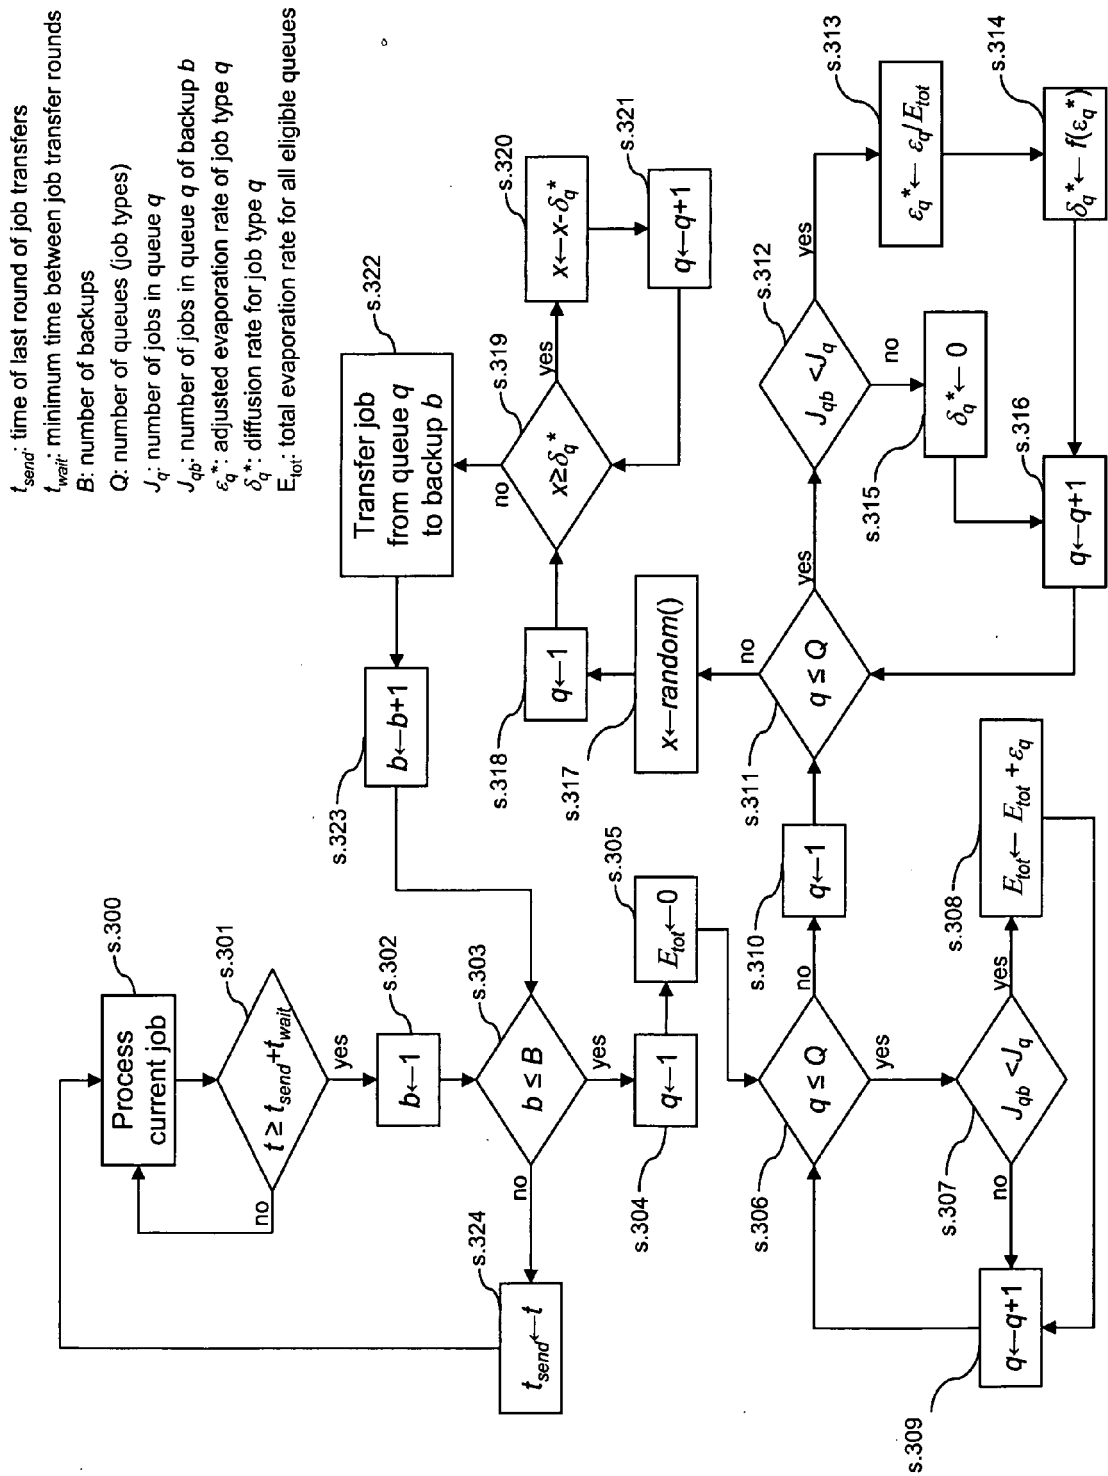 t_send: time of last round of job transfers
t_wait: minimum time between job transfer rounds
B: number of backups
Q: number of queues (job types)
J_q: number of jobs in queue q
J_qb: number of jobs in queue q of backup b
ε_q*: adjusted evaporation rate of job type q
δ_q*: diffusion rate for job type q
E_tot: total evaporation rate for all eligible queues
s.300
Process
current job
s.301
t ≥ t_send+t_wait
no
yes
s.302
b←1
s.303
b ≤ B
no
yes
s.324
t_send←t
s.304
q←1
s.305
E_tot←0
s.306
q ≤ Q
no
yes
s.307
J_qb <J_q
no
yes
s.308
E_tot← E_tot +ε_q
s.309
q←q+1
s.310
q←1
s.311
q ≤ Q
no
yes
s.312
J_qb <J_q
yes
no
s.313
ε_q*← ε_q/E_tot
s.314
δ_q*← f(ε_q*)
s.315
δ_q*←0
s.316
q←q+1
s.317
x←random()
s.318
q←1
s.319
x≥δ_q*
no
yes
s.320
x←x-δ_q*
s.321
q←q+1
s.322
Transfer job
from queue q
to backup b
s.323
b←b+1